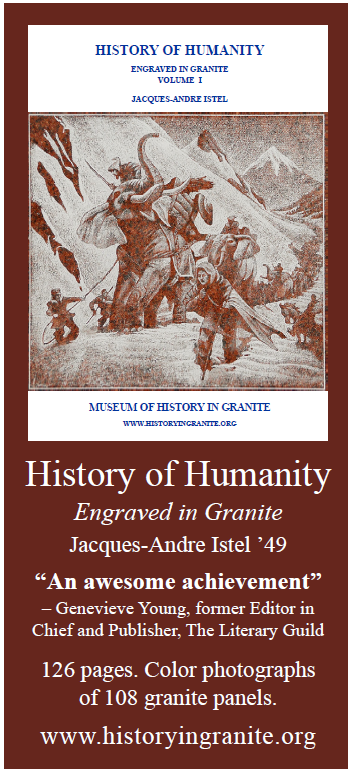 HISTORY OF HUMANITY
ENGRAVED IN GRANITE
VOLUME I
JACQUES-ANDRE ISTEL
MUSEUM OF HISTORY IN GRANITE
WWW.HISTORYINGRANITE.ORG
History of Humanity
Engraved in Granite
Jacques-Andre Istel ’49
“An awesome achievement”
– Genevieve Young, former Editor in
Chief and Publisher, The Literary Guild
126 pages. Color photographs
of 108 granite panels.
www.historyingranite.org